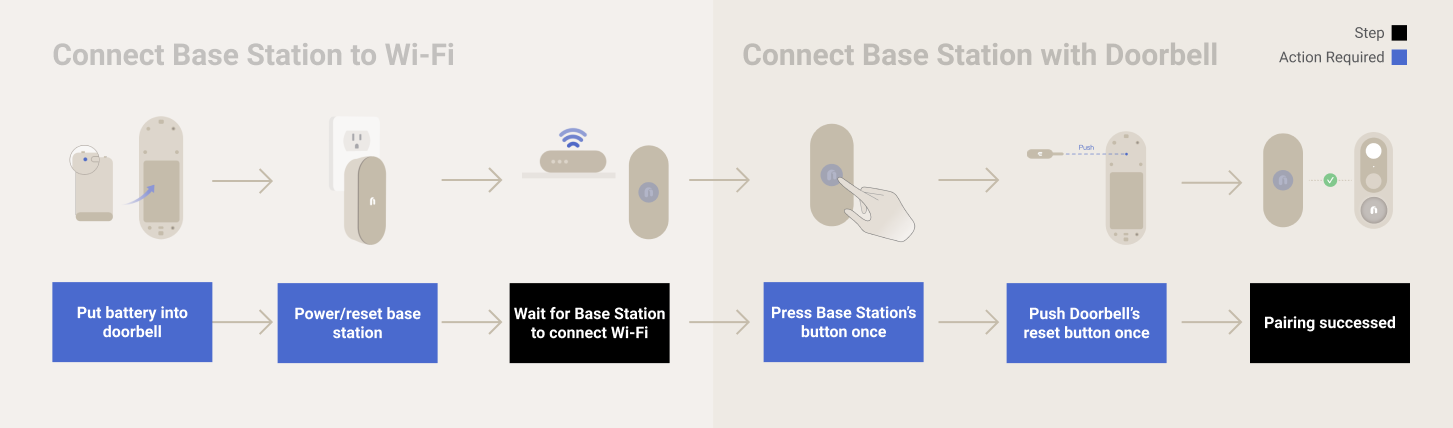 Connect Base Station to Wi-Fi
Connect Base Station with Doorbell
Step
Action Required
Push
Put battery into
doorbell
Power/reset base
station
Wait for Base Station
to connect Wi-Fi
Press Base Station’s
button once
Push Doorbell’s
reset button once
Pairing successed